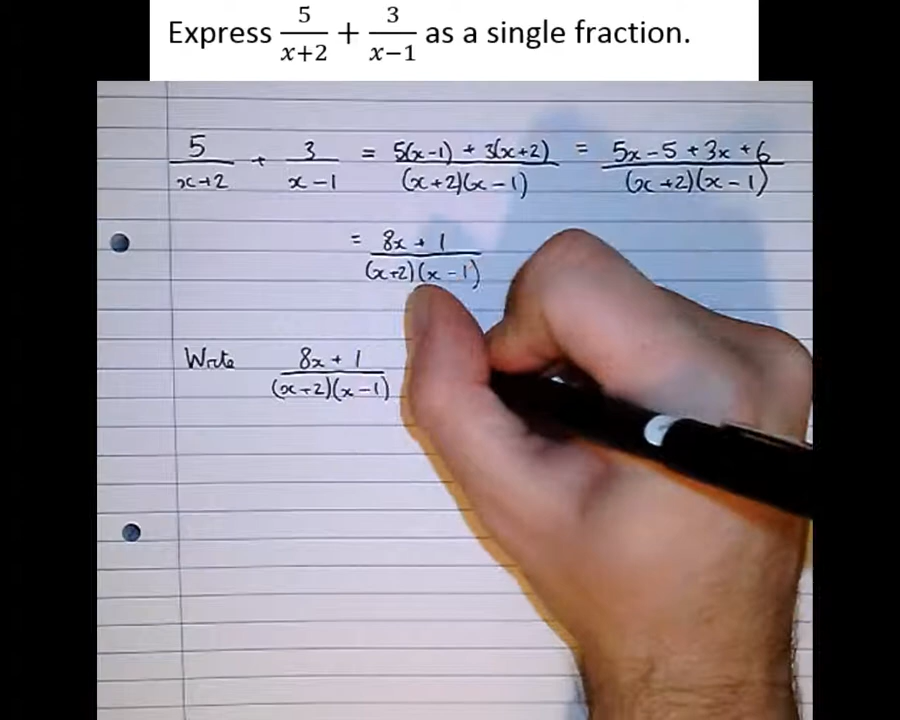 Express 5/(x+2) + 3/(x−1) as a single fraction.
5/(x+2) + 3/(x−1) = (5(x−1) + 3(x+2))/((x+2)(x−1)) = (5x−5+3x+6)/((x+2)(x−1))
= (8x+1)/((x+2)(x−1))
Write (8x+1)/((x+2)(x−1))